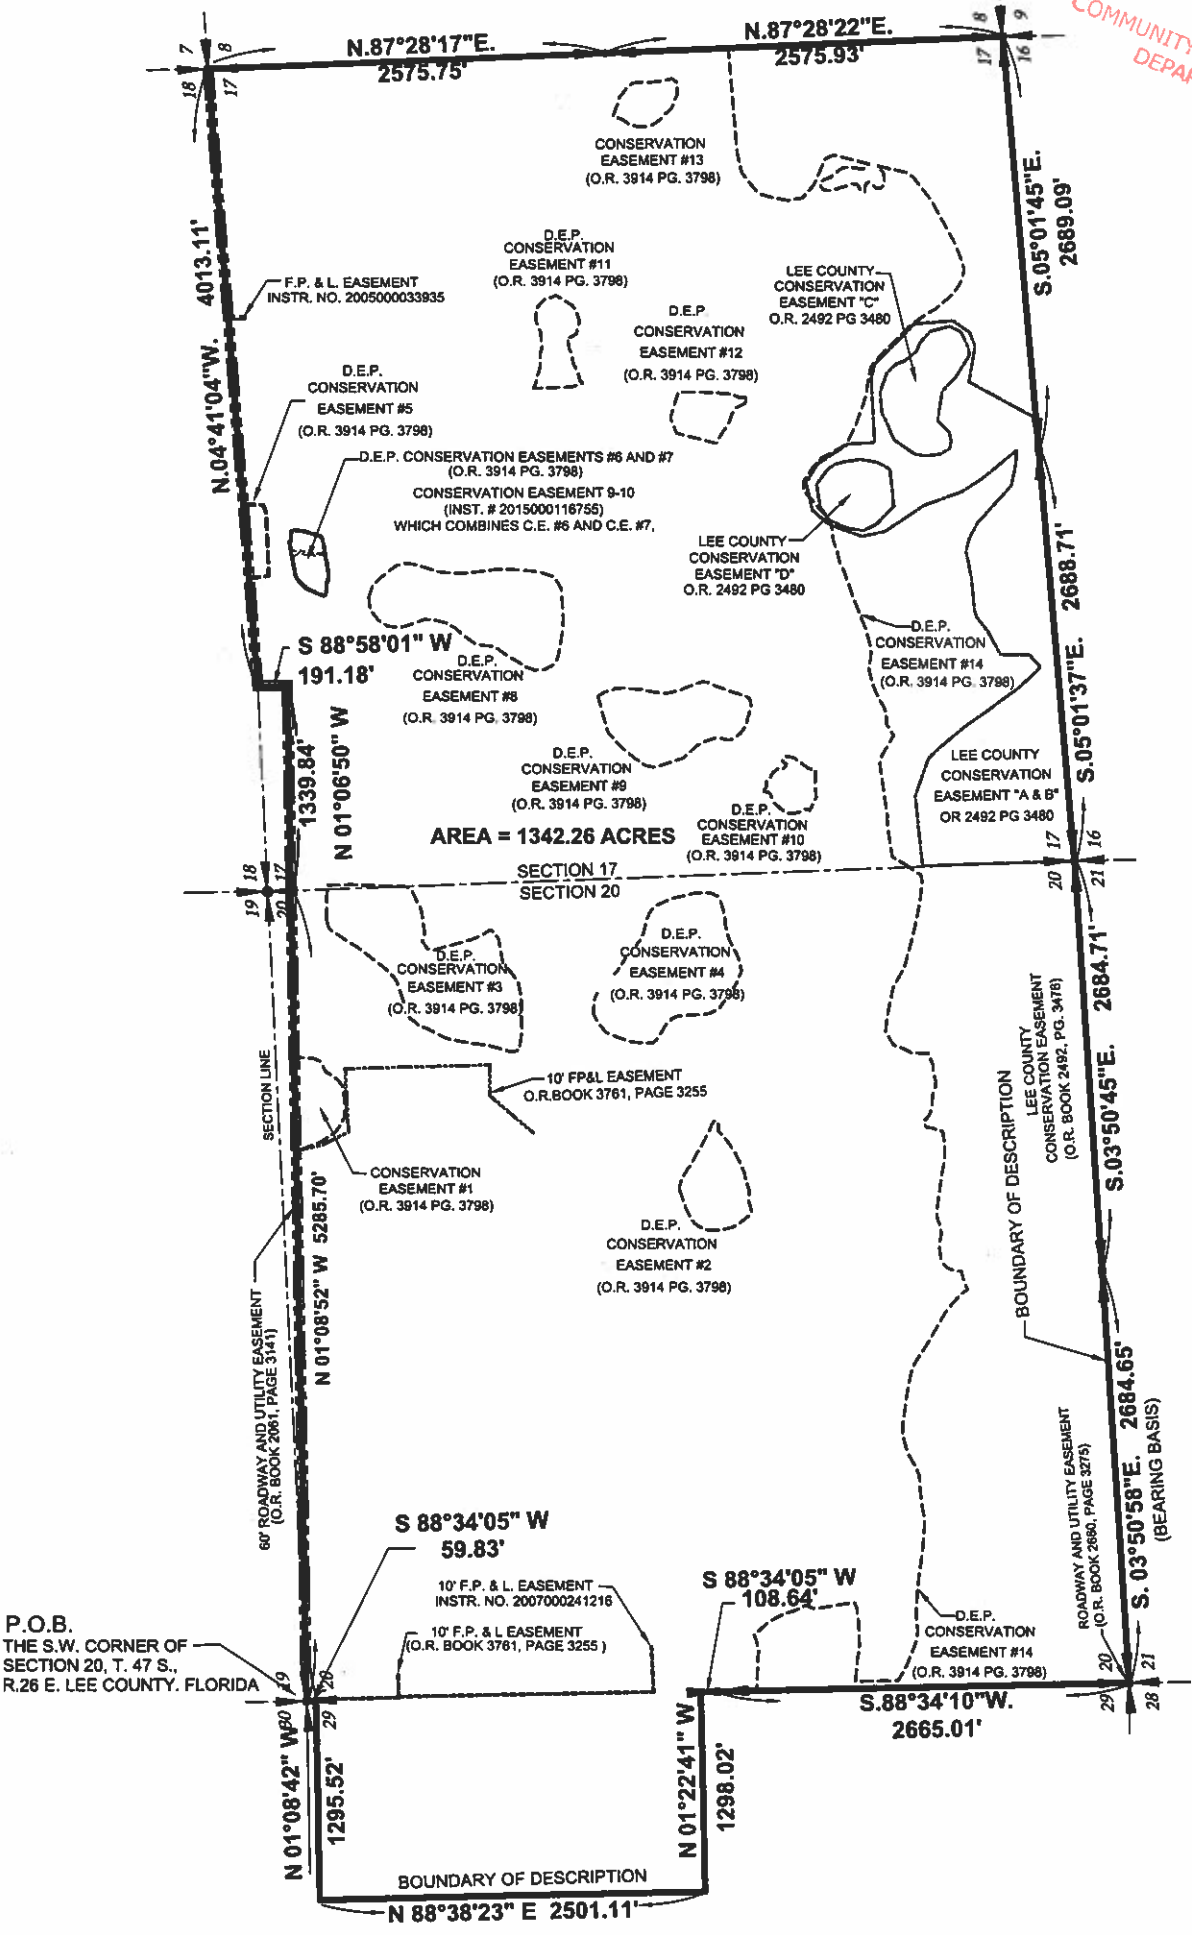 COMMUNITY
N.87°28'17"E.
2575.75'
N.87°28'22"E.
2575.93'
7
8
18
17
8
9
17
16
CONSERVATION
EASEMENT #13
(O.R. 3914 PG. 3798)
S.05°01'45"E.
2689.09'
N.04°41'04"W. 4013.11'
F.P. & L. EASEMENT
INSTR. NO. 2005000033935
D.E.P.
CONSERVATION
EASEMENT #11
(O.R. 3914 PG. 3798)
LEE COUNTY
CONSERVATION
EASEMENT "C"
O.R. 2492 PG 3480
D.E.P.
CONSERVATION
EASEMENT #12
(O.R. 3914 PG. 3798)
D.E.P.
CONSERVATION
EASEMENT #5
(O.R. 3914 PG. 3798)
D.E.P. CONSERVATION EASEMENTS #6 AND #7
(O.R. 3914 PG. 3798)
CONSERVATION EASEMENT 9-10
(INST. # 2015000116755)
WHICH COMBINES C.E. #6 AND C.E. #7,
LEE COUNTY
CONSERVATION
EASEMENT "D"
O.R. 2492 PG 3480
S.05°01'37"E. 2688.71'
S 88°58'01" W
191.18'
D.E.P.
CONSERVATION
EASEMENT #8
(O.R. 3914 PG. 3798)
D.E.P.
CONSERVATION
EASEMENT #14
(O.R. 3914 PG. 3798)
1339.84'
N 01°06'50" W
D.E.P.
CONSERVATION
EASEMENT #9
(O.R. 3914 PG. 3798)
LEE COUNTY
CONSERVATION
EASEMENT "A & B"
OR 2492 PG 3480
D.E.P.
CONSERVATION
EASEMENT #10
(O.R. 3914 PG. 3798)
AREA = 1342.26 ACRES
SECTION 17
SECTION 20
18
17
19
20
17
16
20
21
D.E.P.
CONSERVATION
EASEMENT #3
(O.R. 3914 PG. 3798)
D.E.P.
CONSERVATION
EASEMENT #4
(O.R. 3914 PG. 3798)
SECTION LINE
10' FP&L EASEMENT
O.R.BOOK 3761, PAGE 3255
S.03°50'45"E. 2684.71'
LEE COUNTY
CONSERVATION EASEMENT
(O.R. BOOK 2492, PG. 3478)
BOUNDARY OF DESCRIPTION
CONSERVATION
EASEMENT #1
(O.R. 3914 PG. 3798)
D.E.P.
CONSERVATION
EASEMENT #2
(O.R. 3914 PG. 3798)
N 01°08'52" W 5285.70'
60' ROADWAY AND UTILITY EASEMENT
(O.R. BOOK 2061, PAGE 3141)
S. 03°50'58"E. 2684.65'
(BEARING BASIS)
ROADWAY AND UTILITY EASEMENT
(O.R. BOOK 2680, PAGE 3275)
S 88°34'05" W
59.83'
10' F.P. & L. EASEMENT
INSTR. NO. 2007000241216
10' F.P. & L EASEMENT
(O.R. BOOK 3761, PAGE 3255 )
S 88°34'05" W
108.64'
D.E.P.
CONSERVATION
EASEMENT #14
(O.R. 3914 PG. 3798)
P.O.B.
THE S.W. CORNER OF
SECTION 20, T. 47 S.,
R.26 E. LEE COUNTY. FLORIDA
19
20
30
29
20
21
29
28
S.88°34'10"W.
2665.01'
N 01°08'42" W
1295.52'
N 01°22'41" W
1298.02'
BOUNDARY OF DESCRIPTION
N 88°38'23" E 2501.11'